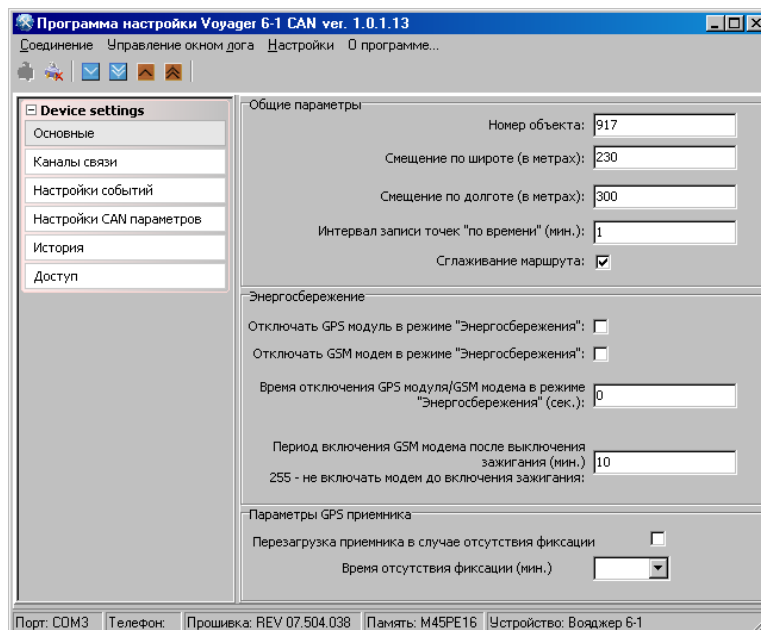 Программа настройки Voyager 6-1 CAN ver. 1.0.1.13
Соединение Управление окном лога Настройки О программе...
Device settings
Основные
Каналы связи
Настройки событий
Настройки CAN параметров
История
Доступ
Общие параметры
Номер объекта: 917
Смещение по широте (в метрах): 230
Смещение по долготе (в метрах): 300
Интервал записи точек "по времени" (мин.): 1
Сглаживание маршрута:
Энергосбережение
Отключать GPS модуль в режиме "Энергосбережения":
Отключать GSM модем в режиме "Энергосбережения":
Время отключения GPS модуля/GSM модема в режиме
"Энергосбережения" (сек.): 0
Период включения GSM модема после выключения
зажигания (мин.) 10
255 - не включать модем до включения зажигания:
Параметры GPS приемника
Перезагрузка приемника в случае отсутствия фиксации
Время отсутствия фиксации (мин.)
Порт: COM3 Телефон: Прошивка: REV 07.504.038 Память: M45PE16 Устройство: Вояджер 6-1